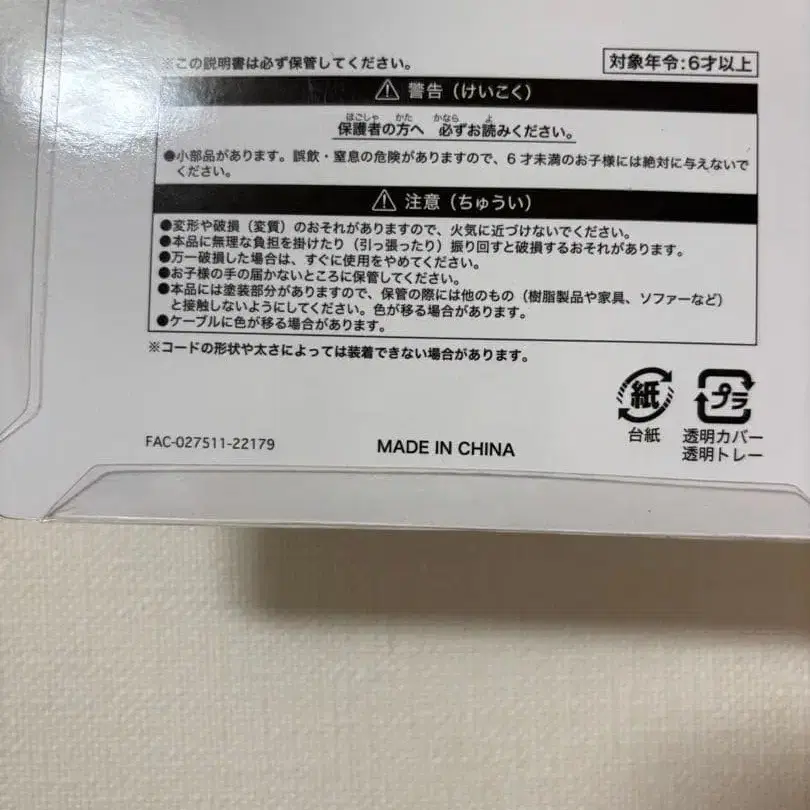 ※この説明書は必ず保管してください。
対象年令:6才以上
警告（けいこく）
ほごしゃ かた かなら よ
保護者の方へ 必ずお読みください。
●小部品があります。誤飲・窒息の危険がありますので、6才未満のお子様には絶対に与えないで
ください。
注意（ちゅうい）
●変形や破損（変質）のおそれがありますので、火気に近づけないでください。
●本品に無理な負担を掛けたり（引っ張ったり）振り回すと破損するおそれがあります。
●万一破損した場合は、すぐに使用をやめてください。
●お子様の手の届かないところに保管してください。
●本品には塗装部分がありますので、保管の際には他のもの（樹脂製品や家具、ソファーなど）
と接触しないようにしてください。色が移る場合があります。
●ケーブルに色が移る場合があります。
※コードの形状や太さによっては装着できない場合があります。
紙
プラ
台紙
透明カバー
透明トレー
FAC-027511-22179
MADE IN CHINA